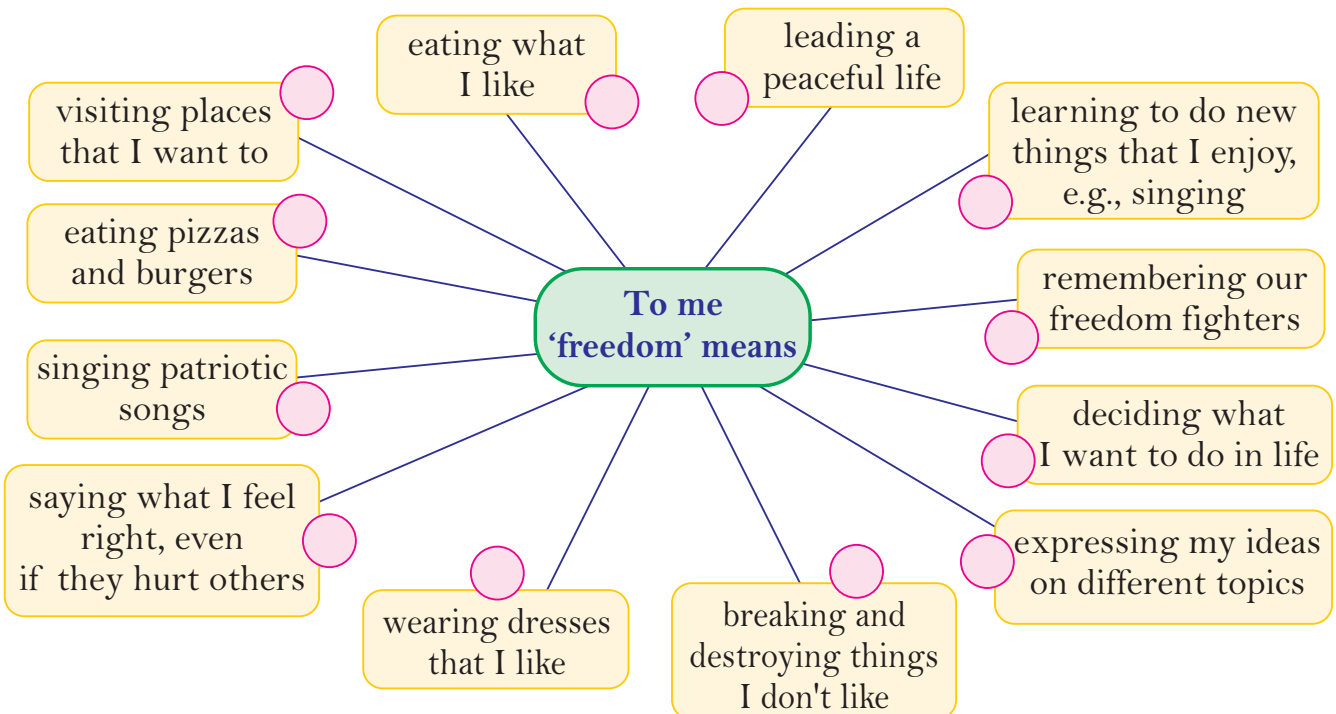 eating what
I like
leading a
peaceful life
visiting places
that I want to
learning to do new
things that I enjoy,
e.g., singing
eating pizzas
and burgers
remembering our
freedom fighters
To me
‘freedom’ means
singing patriotic
songs
deciding what
I want to do in life
saying what I feel
right, even
if they hurt others
expressing my ideas
on different topics
wearing dresses
that I like
breaking and
destroying things
I don't like